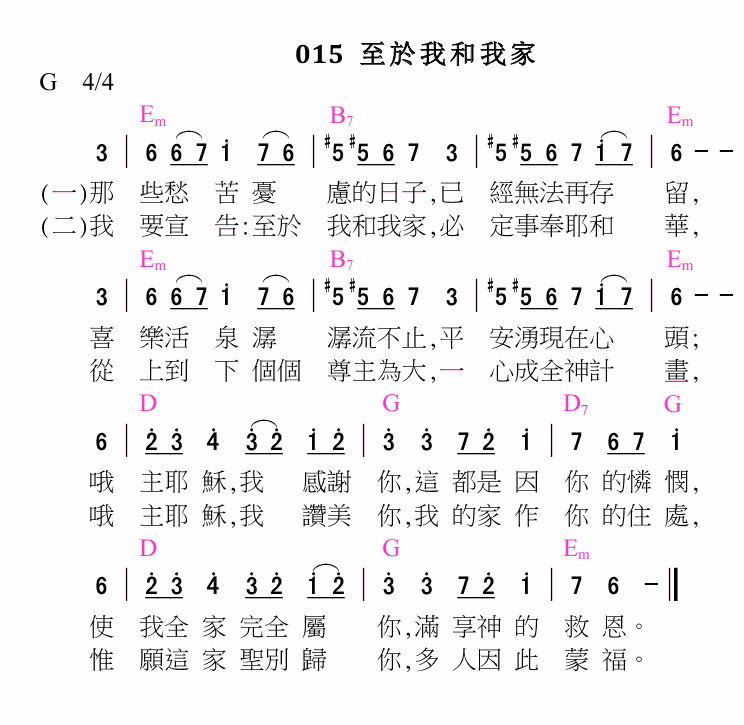 015 至於我和我家
G 4/4
Em B7 Em
3 | 6 6 7 i 7 6 | #5 #5 6 7 3 | #5 #5 6 7 i 7 | 6 – –
(一)那 些愁 苦 憂 慮的日子,已 經無法再存 留,
(二)我 要宣 告:至於 我和我家,必 定事奉耶和 華,
Em B7 Em
3 | 6 6 7 i 7 6 | #5 #5 6 7 3 | #5 #5 6 7 i 7 | 6 – –
喜 樂活 泉 潺 潺流不止,平 安湧現在心 頭;
從 上到 下 個個 尊主為大,一 心成全神計 畫,
D G D7 G
6 | 2̇ 3̇ 4̇ 3̇ 2̇ i 2̇ | 3̇ 3̇ 7 2̇ i | 7 6 7 i
哦 主耶 穌,我 感謝 你,這 都是 因 你 的憐 憫,
哦 主耶 穌,我 讚美 你,我 的家 作 你 的住 處,
D G Em
6 | 2̇ 3̇ 4̇ 3̇ 2̇ i 2̇ | 3̇ 3̇ 7 2̇ i | 7 6 – ||
使 我全 家 完全 屬 你,滿 享神 的 救 恩。
惟 願這 家 聖別 歸 你,多 人因 此 蒙 福。